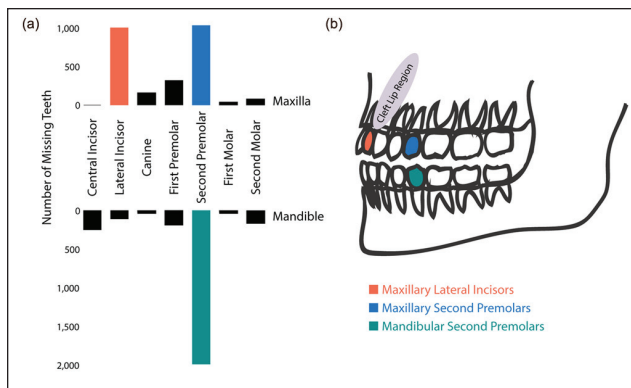 (a)
1,000
500
0
Maxilla
Number of Missing Teeth
Central Incisor
Lateral Incisor
Canine
First Premolar
Second Premolar
First Molar
Second Molar
0
Mandible
500
1,000
1,500
2,000
(b)
Cleft Lip Region
Maxillary Lateral Incisors
Maxillary Second Premolars
Mandibular Second Premolars